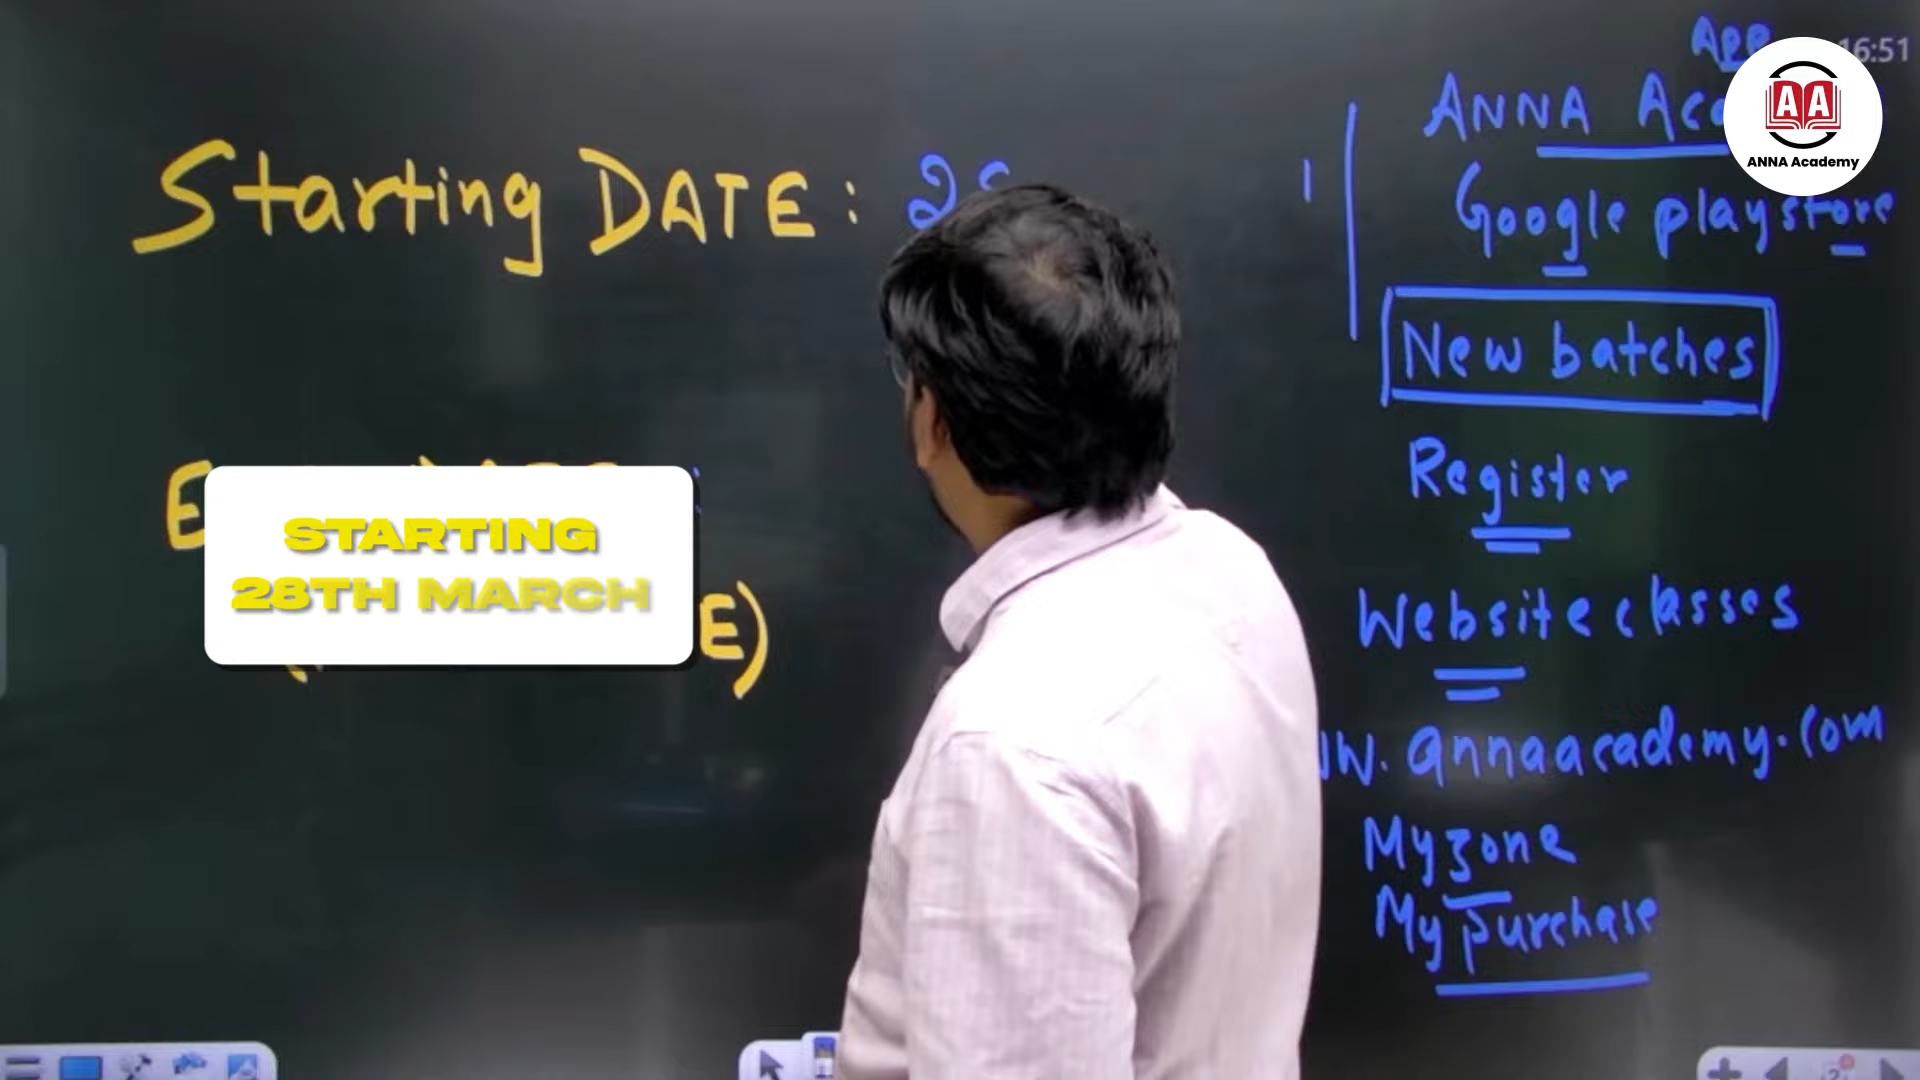 App
16:51
ANNA
AA
ANNA Academy
Starting DATE :
Google playstore
New batches
Register
STARTING
28TH MARCH
E)
Website classes
W. annaacademy.com
Myzone
My purchase